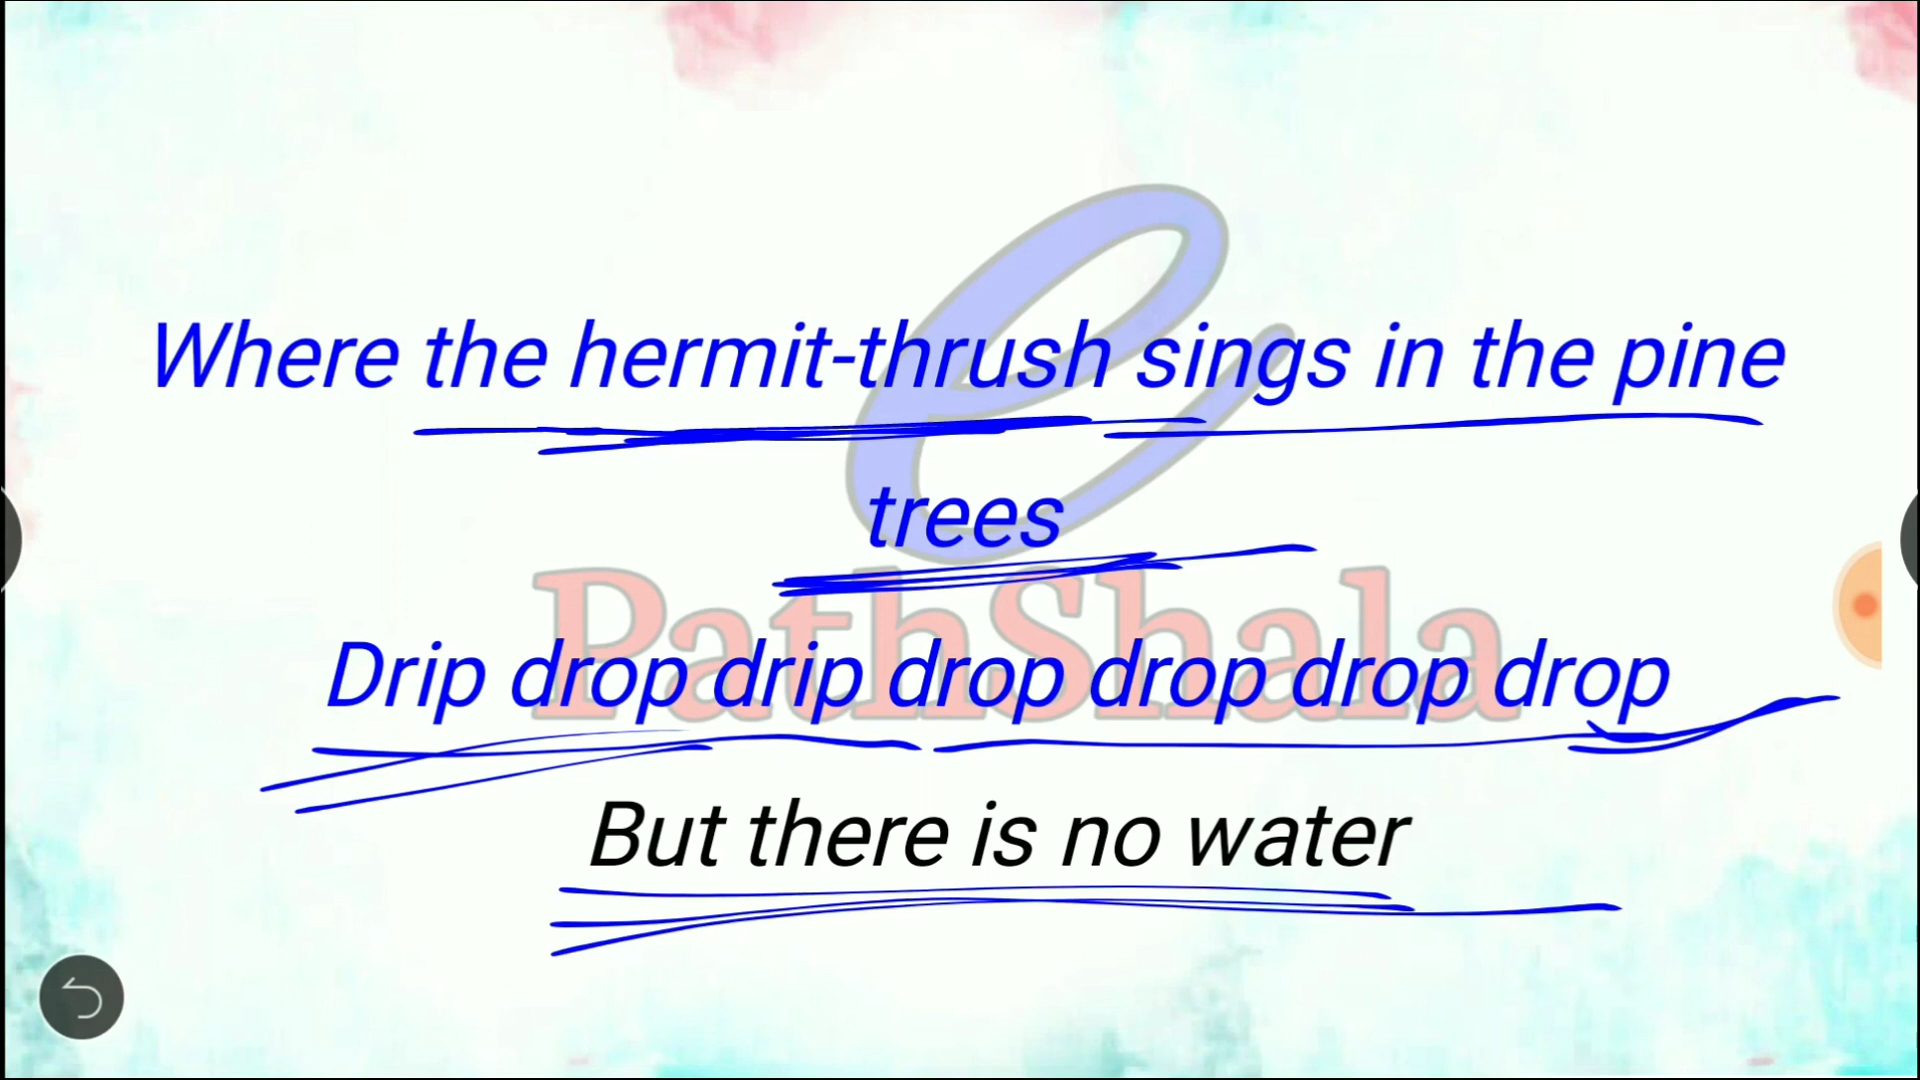 Where the hermit-thrush sings in the pine
trees
Drip drop drip drop drop drop drop
But there is no water
e
PathShala